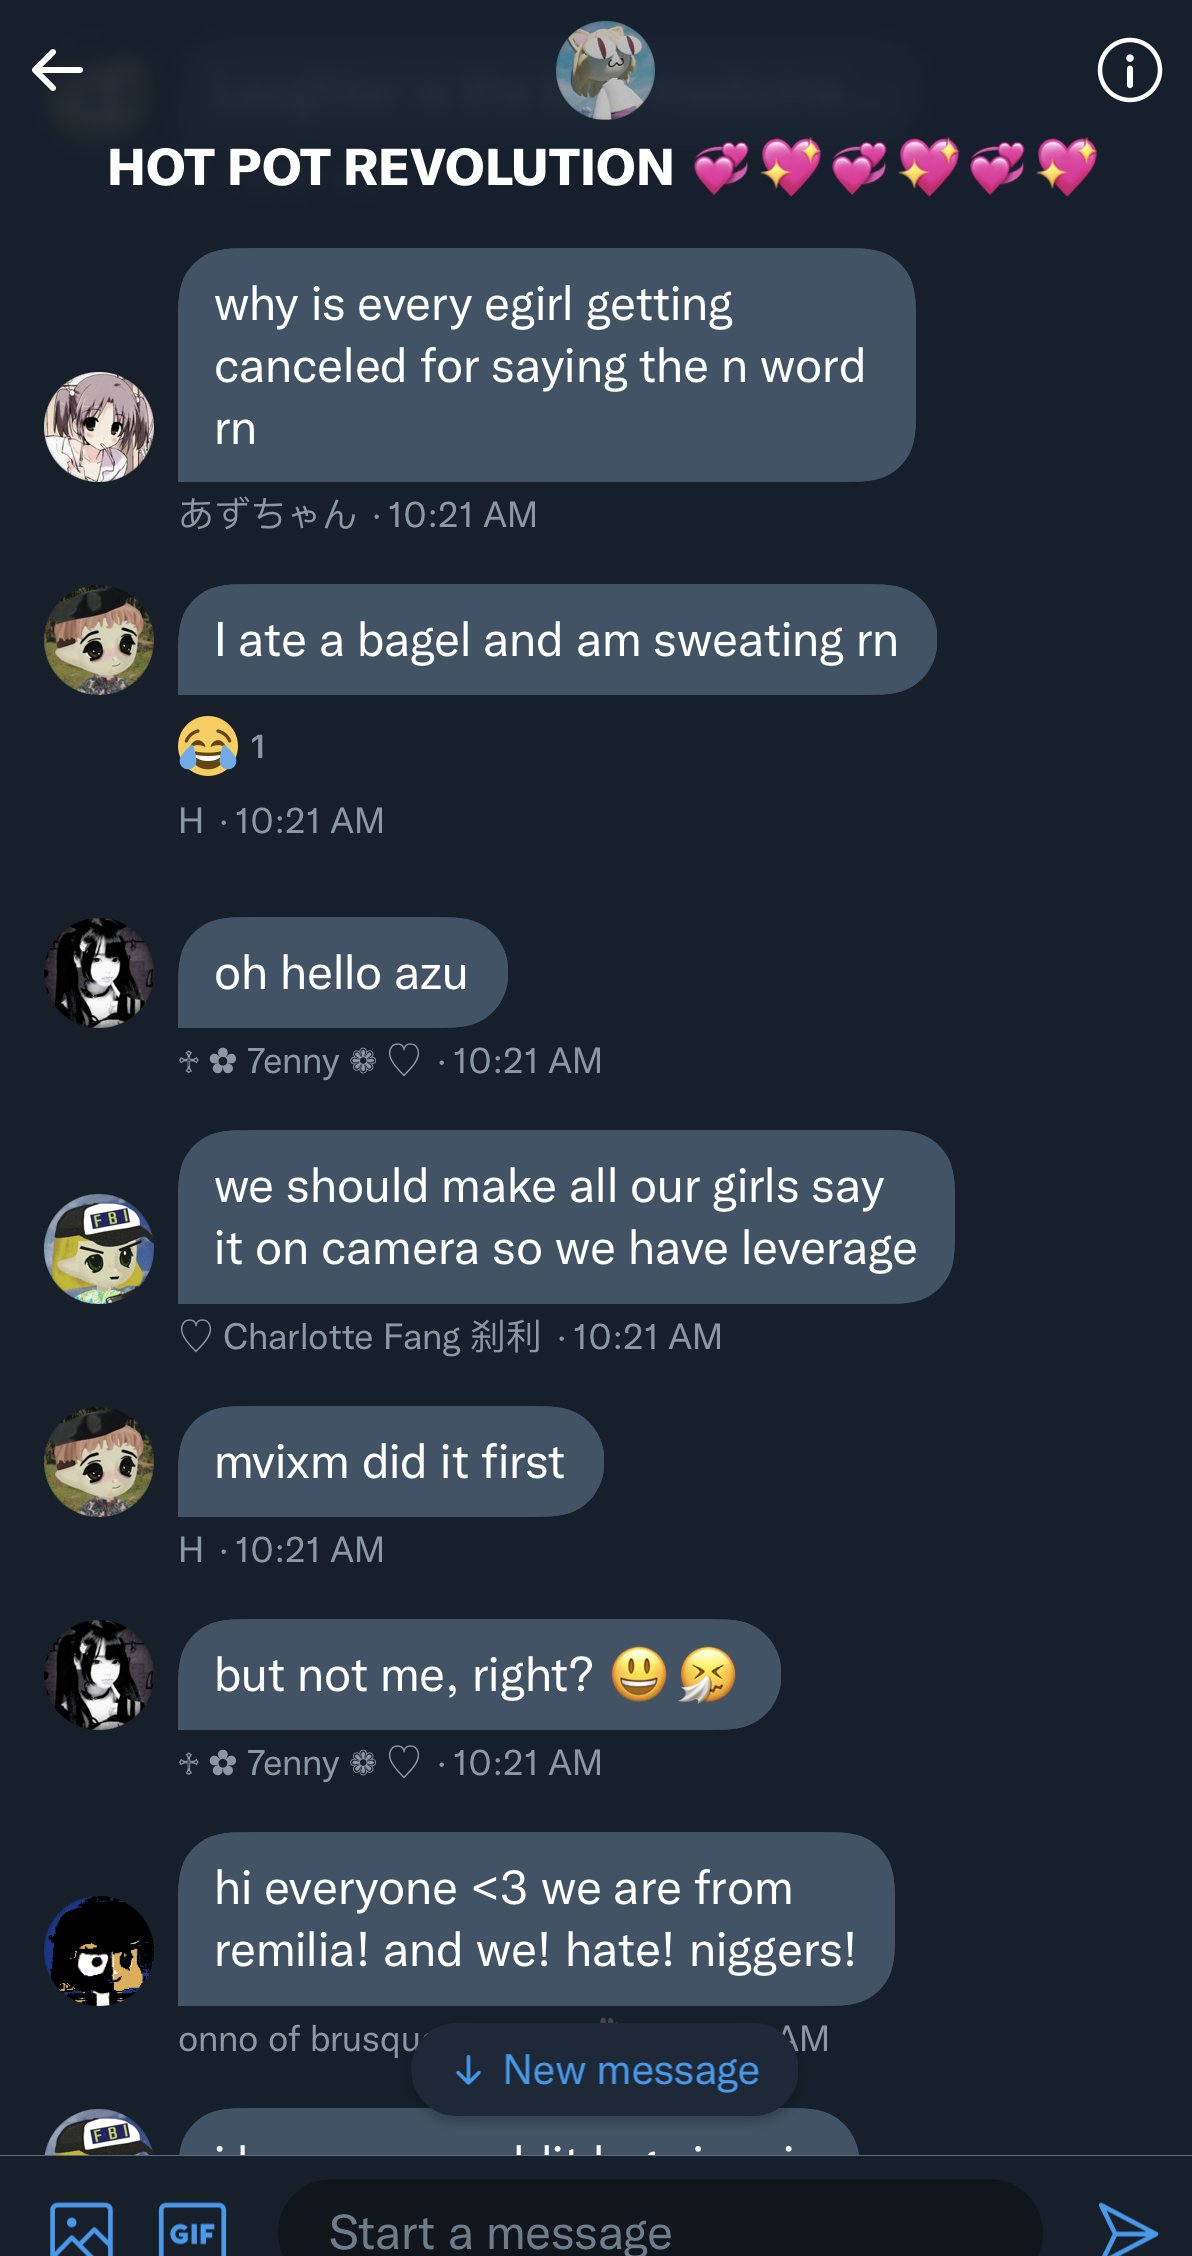 HOT POT REVOLUTION 💞💖💞💖💞💖
why is every egirl getting
canceled for saying the n word
rn
あずちゃん · 10:21 AM
I ate a bagel and am sweating rn
😂 1
H · 10:21 AM
oh hello azu
♱ ✿ 7enny ❁ ♡ · 10:21 AM
FBI
we should make all our girls say
it on camera so we have leverage
♡ Charlotte Fang 刹利 · 10:21 AM
mvixm did it first
H · 10:21 AM
but not me, right? 😃 🤧
♱ ✿ 7enny ❁ ♡ · 10:21 AM
hi everyone <3 we are from
remilia! and we! hate! niggers!
onno of AM
↓ New message
FBI
GIF
Start a message